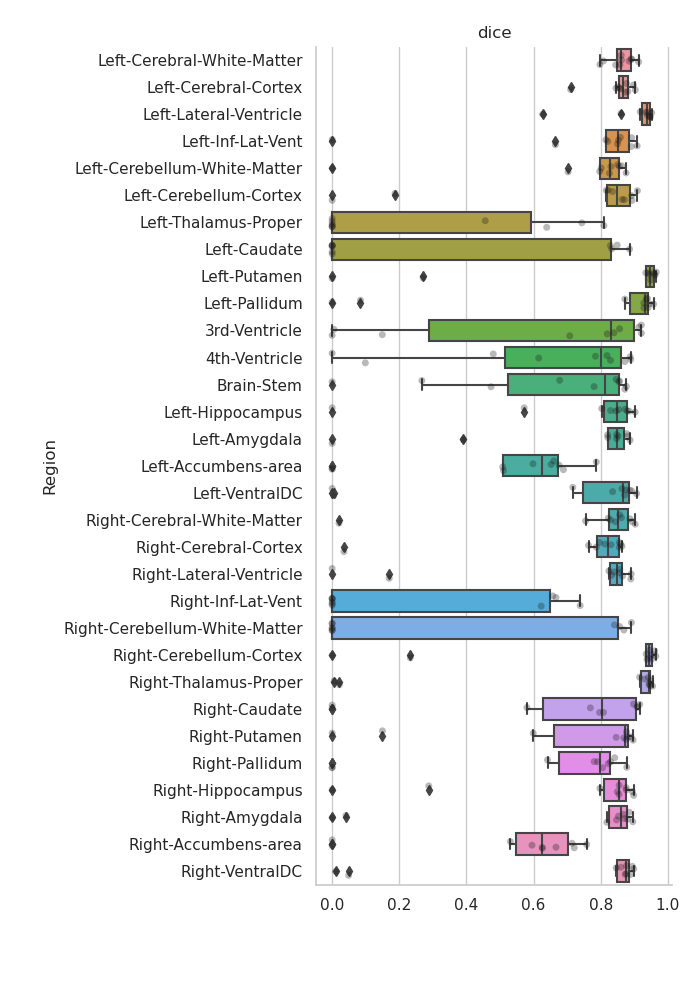 dice
Left-Cerebral-White-Matter
Left-Cerebral-Cortex
Left-Lateral-Ventricle
Left-Inf-Lat-Vent
Left-Cerebellum-White-Matter
Left-Cerebellum-Cortex
Left-Thalamus-Proper
Left-Caudate
Left-Putamen
Left-Pallidum
3rd-Ventricle
4th-Ventricle
Brain-Stem
Left-Hippocampus
Left-Amygdala
Region
Left-Accumbens-area
Left-VentralDC
Right-Cerebral-White-Matter
Right-Cerebral-Cortex
Right-Lateral-Ventricle
Right-Inf-Lat-Vent
Right-Cerebellum-White-Matter
Right-Cerebellum-Cortex
Right-Thalamus-Proper
Right-Caudate
Right-Putamen
Right-Pallidum
Right-Hippocampus
Right-Amygdala
Right-Accumbens-area
Right-VentralDC
0.0 0.2 0.4 0.6 0.8 1.0